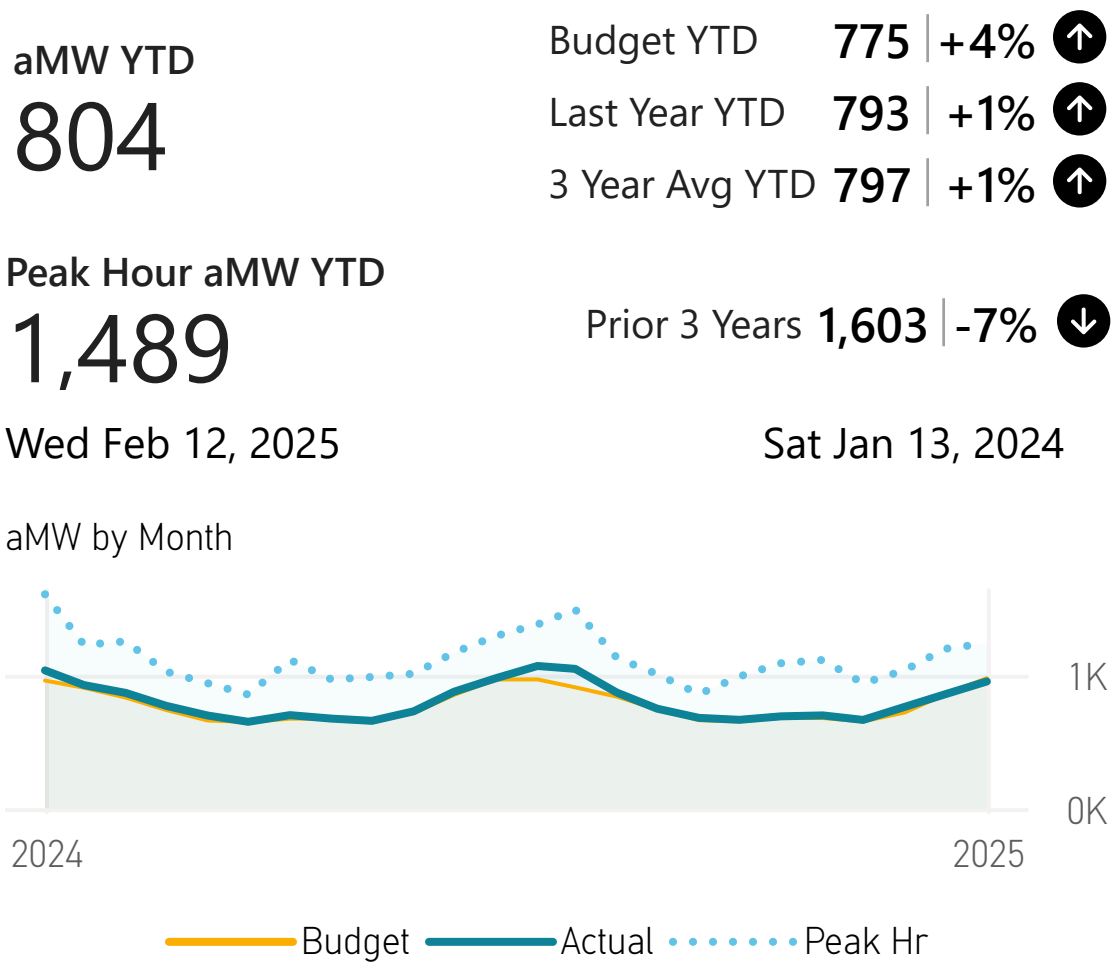 aMW YTD
804
Budget YTD 775 +4%
Last Year YTD 793 +1%
3 Year Avg YTD 797 +1%
Peak Hour aMW YTD
1,489
Prior 3 Years 1,603 -7%
Wed Feb 12, 2025
Sat Jan 13, 2024
aMW by Month
1K
0K
2024
2025
Budget Actual Peak Hr